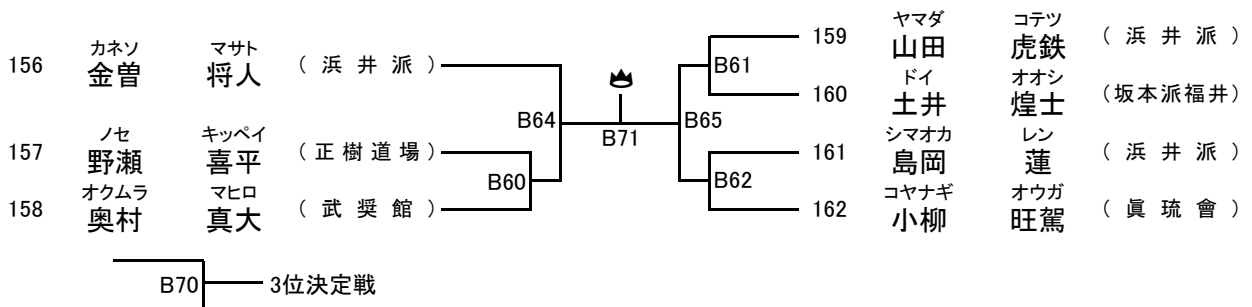 カネソ マサト
156 金曽 将人 (浜井派)
ノセ キッペイ
157 野瀬 喜平 (正樹道場)
オクムラ マヒロ
158 奥村 真大 (武奨館)
B64
B60
B71
B61
B65
B62
ヤマダ コテツ
159 山田 虎鉄 (浜井派)
ドイ オオシ
160 土井 煌士 (坂本派福井)
シマオカ レン
161 島岡 蓮 (浜井派)
コヤナギ オウガ
162 小柳 旺駕 (眞琉會)
B70 3位決定戦